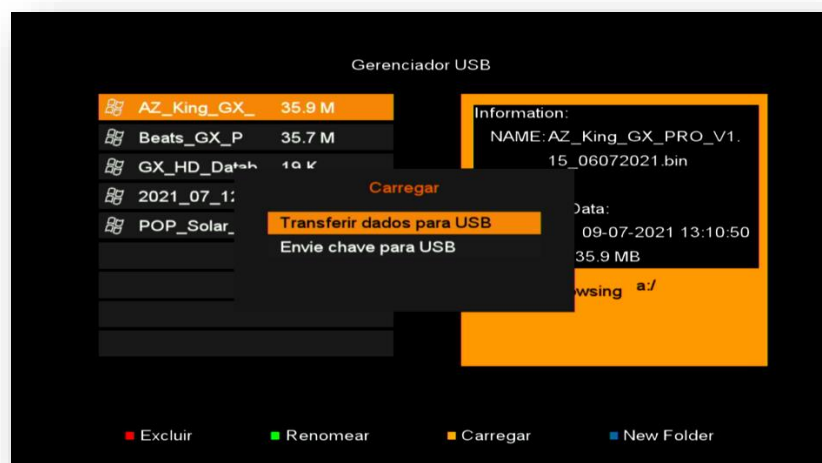 Gerenciador USB
AZ_King_GX_ 35.9 M
Beats_GX_P 35.7 M
GX_HD_Datab 19 K
2021_07_12
POP_Solar_
Information:
NAME:AZ_King_GX_PRO_V1.
15_06072021.bin
Data:
09-07-2021 13:10:50
35.9 MB
wsing a:/
Carregar
Transferir dados para USB
Envie chave para USB
Excluir Renomear Carregar New Folder